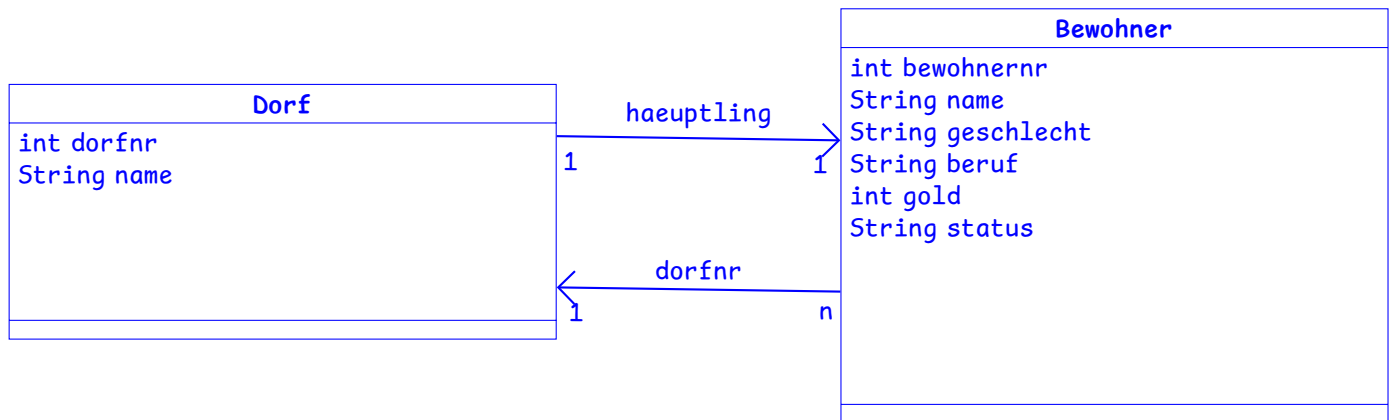 Dorf
int dorfnr
String name
haeuptling
1
1
dorfnr
1
n
Bewohner
int bewohnernr
String name
String geschlecht
String beruf
int gold
String status